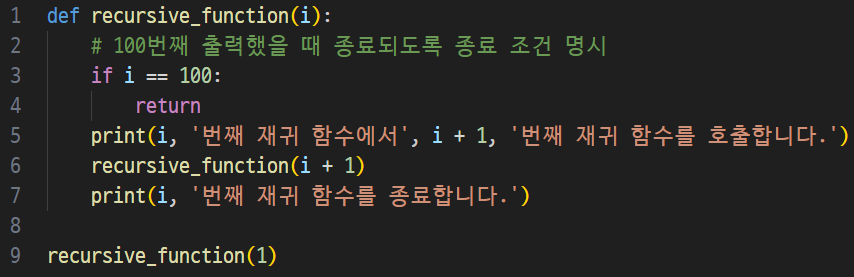 1 def recursive_function(i):
2     # 100번째 출력했을 때 종료되도록 종료 조건 명시
3     if i == 100:
4         return
5     print(i, '번째 재귀 함수에서', i + 1, '번째 재귀 함수를 호출합니다.')
6     recursive_function(i + 1)
7     print(i, '번째 재귀 함수를 종료합니다.')
8
9 recursive_function(1)